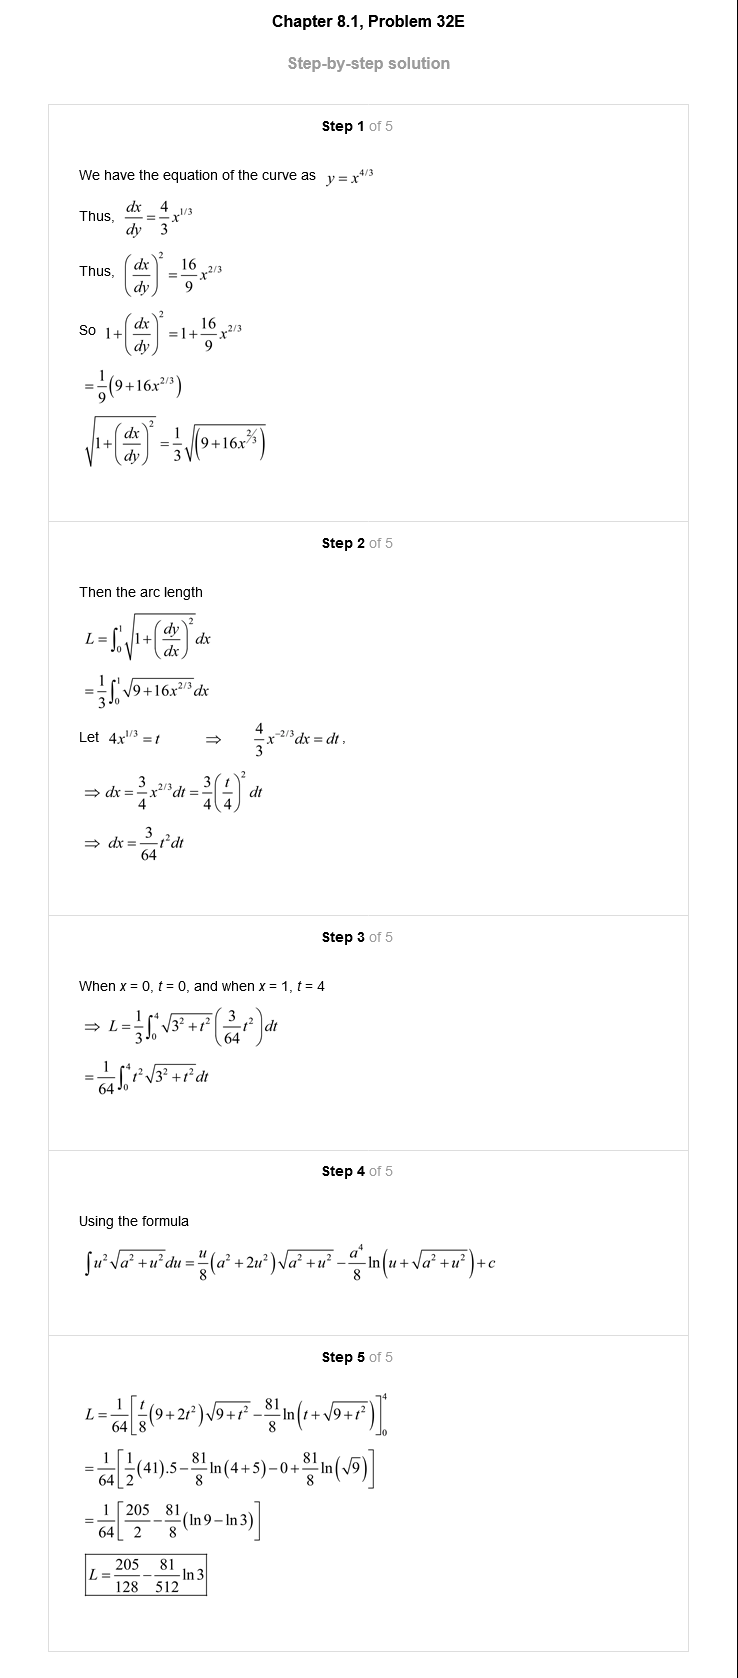 Chapter 8.1, Problem 32E
Step-by-step solution
Step 1 of 5
We have the equation of the curve as y = x^{4/3}
Thus, \frac{dx}{dy} = \frac{4}{3}x^{1/3}
Thus, \left(\frac{dx}{dy}\right)^2 = \frac{16}{9}x^{2/3}
So 1+\left(\frac{dx}{dy}\right)^2 = 1+\frac{16}{9}x^{2/3}
= \frac{1}{9}(9+16x^{2/3})
\sqrt{1+\left(\frac{dx}{dy}\right)^2} = \frac{1}{3}\sqrt{(9+16x^{2/3})}
Step 2 of 5
Then the arc length
L = \int_0^1 \sqrt{1+\left(\frac{dy}{dx}\right)^2} dx
= \frac{1}{3}\int_0^1 \sqrt{9+16x^{2/3}} dx
Let 4x^{1/3} = t ⇒ \frac{4}{3}x^{-2/3}dx = dt,
⇒ dx = \frac{3}{4}x^{2/3}dt = \frac{3}{4}\left(\frac{t}{4}\right)^2 dt
⇒ dx = \frac{3}{64}t^2 dt
Step 3 of 5
When x = 0, t = 0, and when x = 1, t = 4
⇒ L = \frac{1}{3}\int_0^4 \sqrt{3^2+t^2}\left(\frac{3}{64}t^2\right)dt
= \frac{1}{64}\int_0^4 t^2\sqrt{3^2+t^2}dt
Step 4 of 5
Using the formula
\int u^2\sqrt{a^2+u^2}du = \frac{u}{8}(a^2+2u^2)\sqrt{a^2+u^2} - \frac{a^4}{8}\ln\left(u+\sqrt{a^2+u^2}\right)+c
Step 5 of 5
L = \frac{1}{64}\left[\frac{t}{8}(9+2t^2)\sqrt{9+t^2} - \frac{81}{8}\ln\left(t+\sqrt{9+t^2}\right)\right]_0^4
= \frac{1}{64}\left[\frac{1}{2}(41).5 - \frac{81}{8}\ln(4+5) - 0 + \frac{81}{8}\ln(\sqrt{9})\right]
= \frac{1}{64}\left[\frac{205}{2} - \frac{81}{8}(\ln 9 - \ln 3)\right]
L = \frac{205}{128} - \frac{81}{512}\ln 3